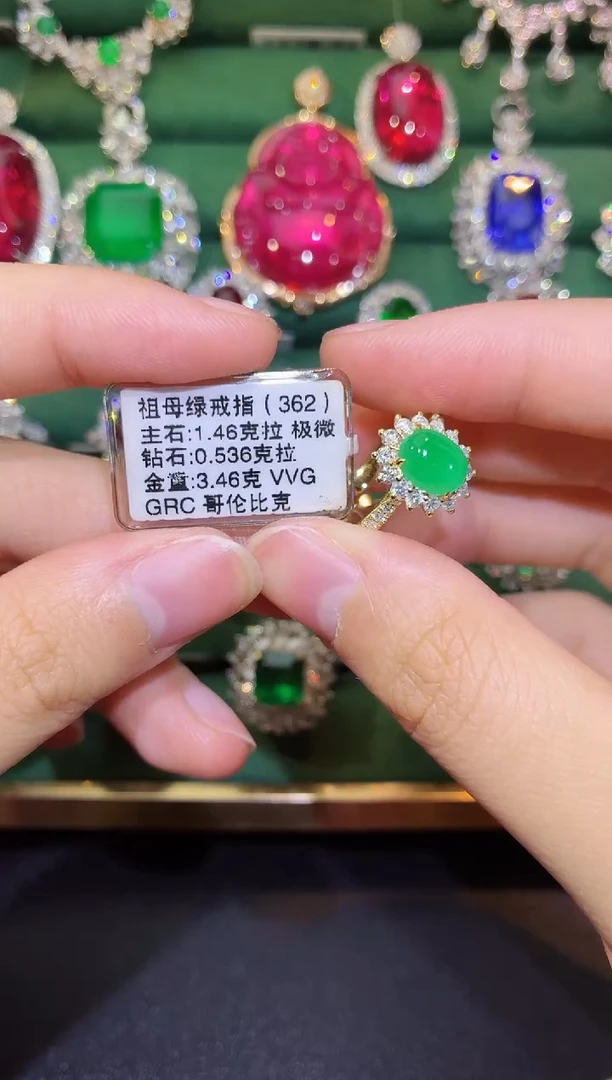 祖母绿戒指（362）
主石:1.46克拉 极微
钻石:0.536克拉
金重:3.46克 VVG
GRC 哥伦比克